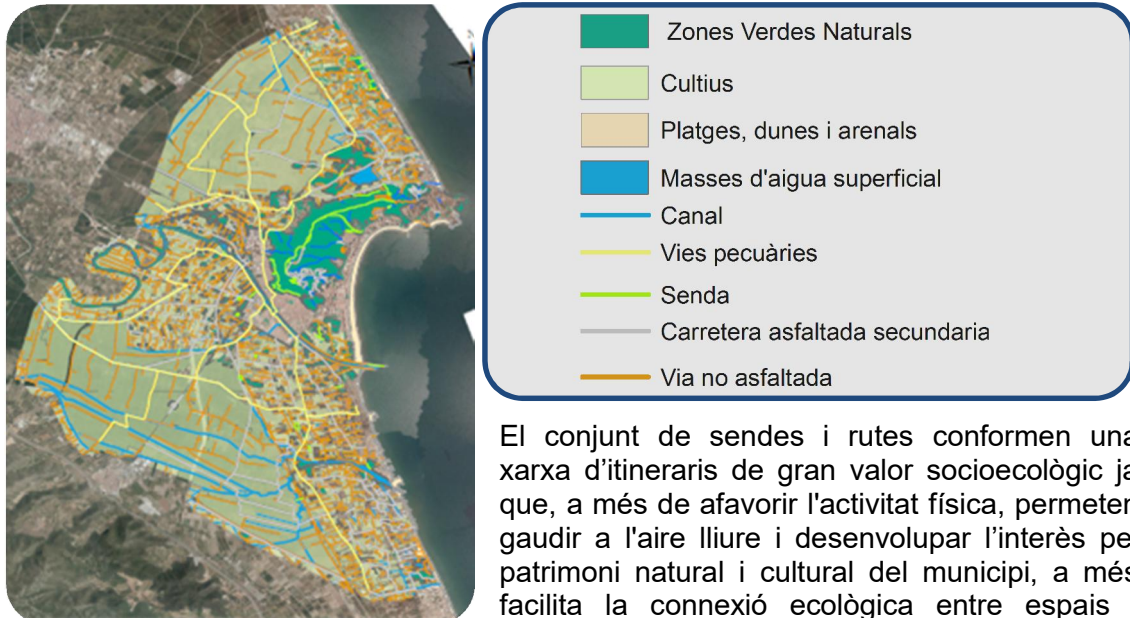 Zones Verdes Naturals
Cultius
Platges, dunes i arenals
Masses d'aigua superficial
Canal
Vies pecuàries
Senda
Carretera asfaltada secundaria
Via no asfaltada
El conjunt de sendes i rutes conformen una
xarxa d’itineraris de gran valor socioecològic ja
que, a més de afavorir l'activitat física, permeten
gaudir a l'aire lliure i desenvolupar l’interès pe
patrimoni natural i cultural del municipi, a més
facilita la connexió ecològica entre espais